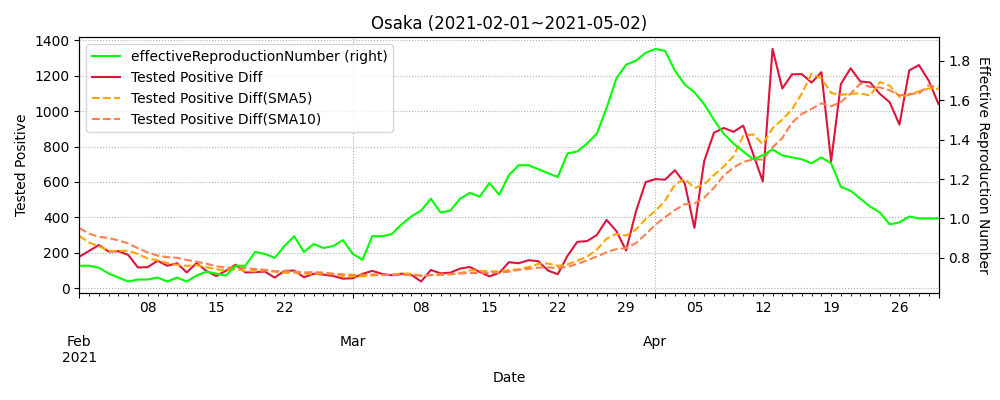 Osaka (2021-02-01~2021-05-02)
effectiveReproductionNumber (right)
Tested Positive Diff
Tested Positive Diff(SMA5)
Tested Positive Diff(SMA10)
Tested Positive
1400
1200
1000
800
600
400
200
0
Effective Reproduction Number
1.8
1.6
1.4
1.2
1.0
0.8
08 15 22 08 15 22 29 05 12 19 26
Feb Mar Apr
2021
Date